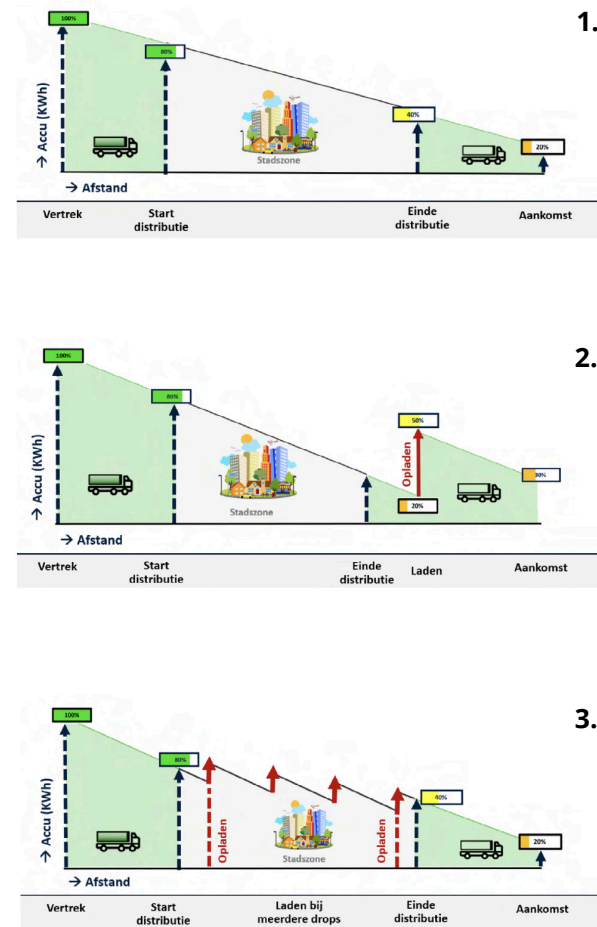 1.
100%
80%
40%
20%
Stadszone
→ Accu (KWh)
→ Afstand
Vertrek
Start
distributie
Einde
distributie
Aankomst
2.
100%
80%
50%
Opladen
20%
30%
Stadszone
→ Accu (KWh)
→ Afstand
Vertrek
Start
distributie
Einde
distributie
Laden
Aankomst
3.
100%
80%
40%
20%
Opladen
Opladen
Stadszone
→ Accu (KWh)
→ Afstand
Vertrek
Start
distributie
Laden bij
meerdere drops
Einde
distributie
Aankomst